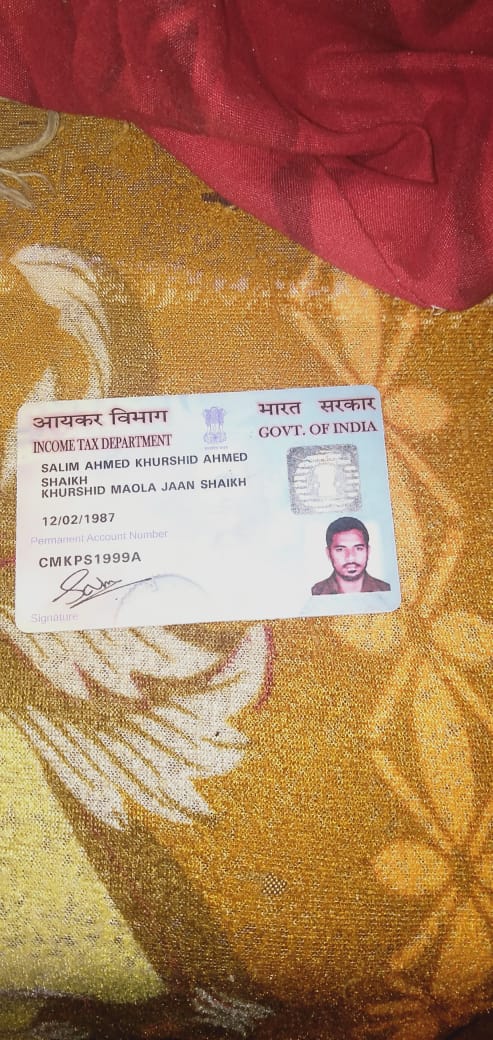 आयकर विभाग
INCOME TAX DEPARTMENT
भारत सरकार
GOVT. OF INDIA
SALIM AHMED KHURSHID AHMED
SHAIKH
KHURSHID MAOLA JAAN SHAIKH
12/02/1987
Permanent Account Number
CMKPS1999A
Signature